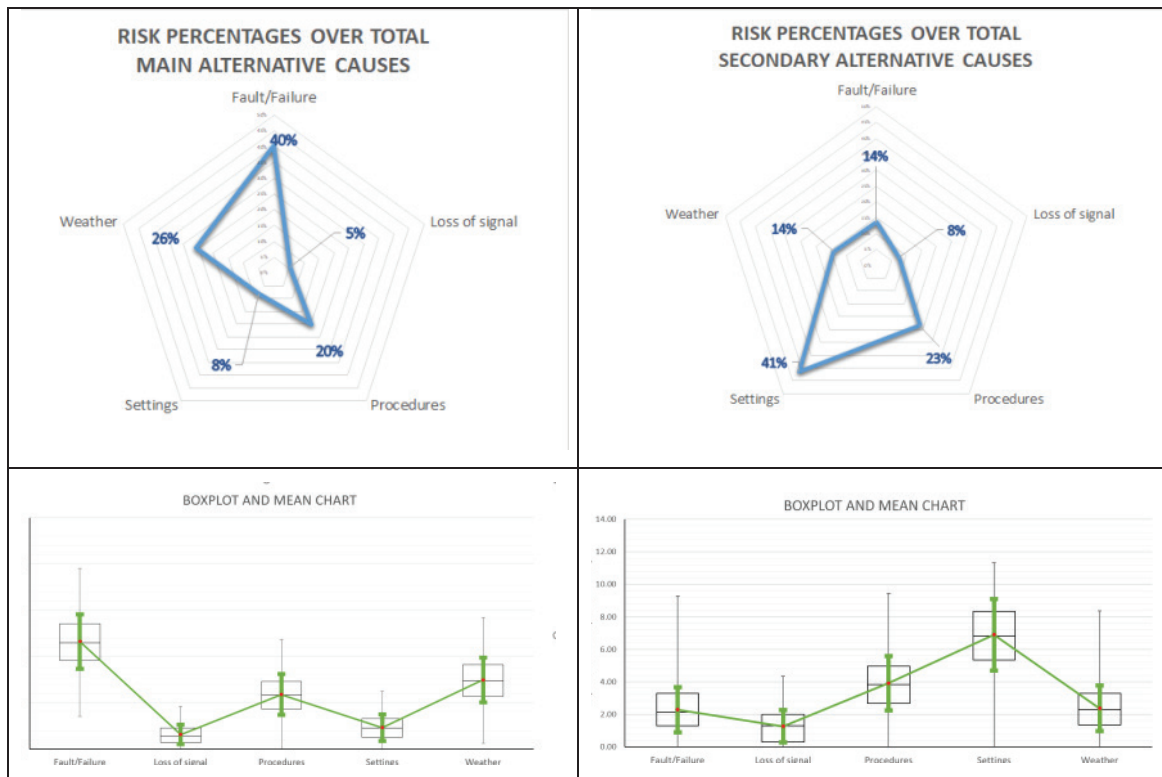 RISK PERCENTAGES OVER TOTAL
MAIN ALTERNATIVE CAUSES
Fault/Failure
40%
Weather
26%
5%
Loss of signal
20%
8%
Settings
Procedures
RISK PERCENTAGES OVER TOTAL
SECONDARY ALTERNATIVE CAUSES
Fault/Failure
14%
Weather
14%
8%
Loss of signal
41%
23%
Settings
Procedures
BOXPLOT AND MEAN CHART
Fault/Failure
Loss of signal
Procedures
Settings
Weather
BOXPLOT AND MEAN CHART
14.00
12.00
10.00
8.00
6.00
4.00
2.00
0.00
Fault/Failure
Loss of signal
Procedures
Settings
Weather